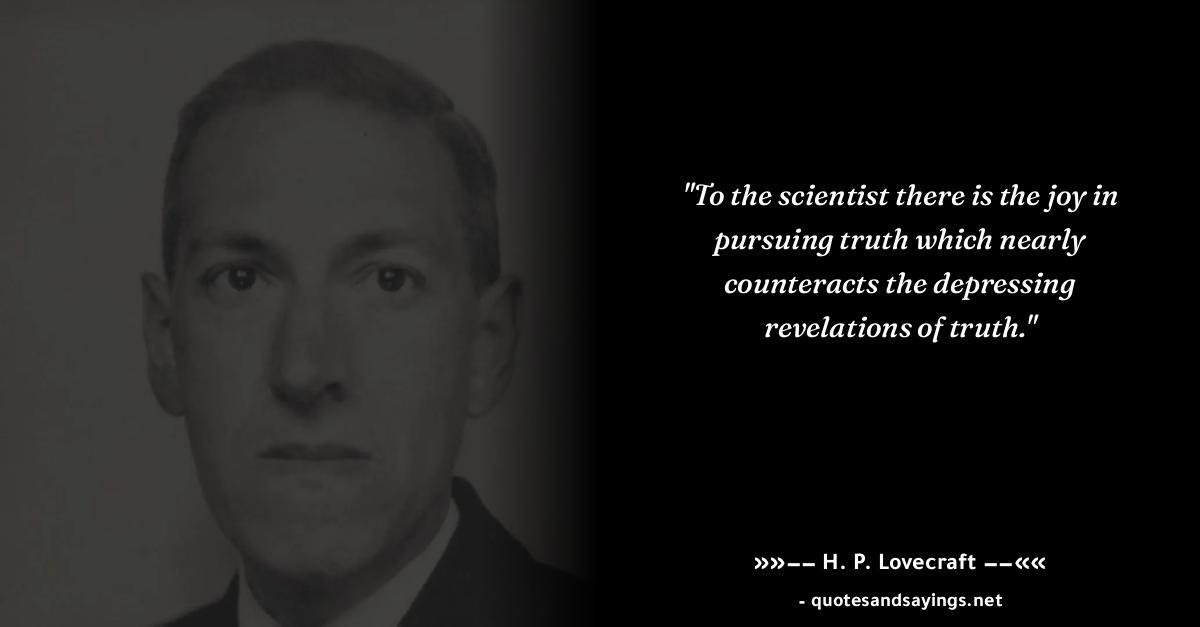 "To the scientist there is the joy in
pursuing truth which nearly
counteracts the depressing
revelations of truth."
»»–– H. P. Lovecraft ––««
- quotesandsayings.net